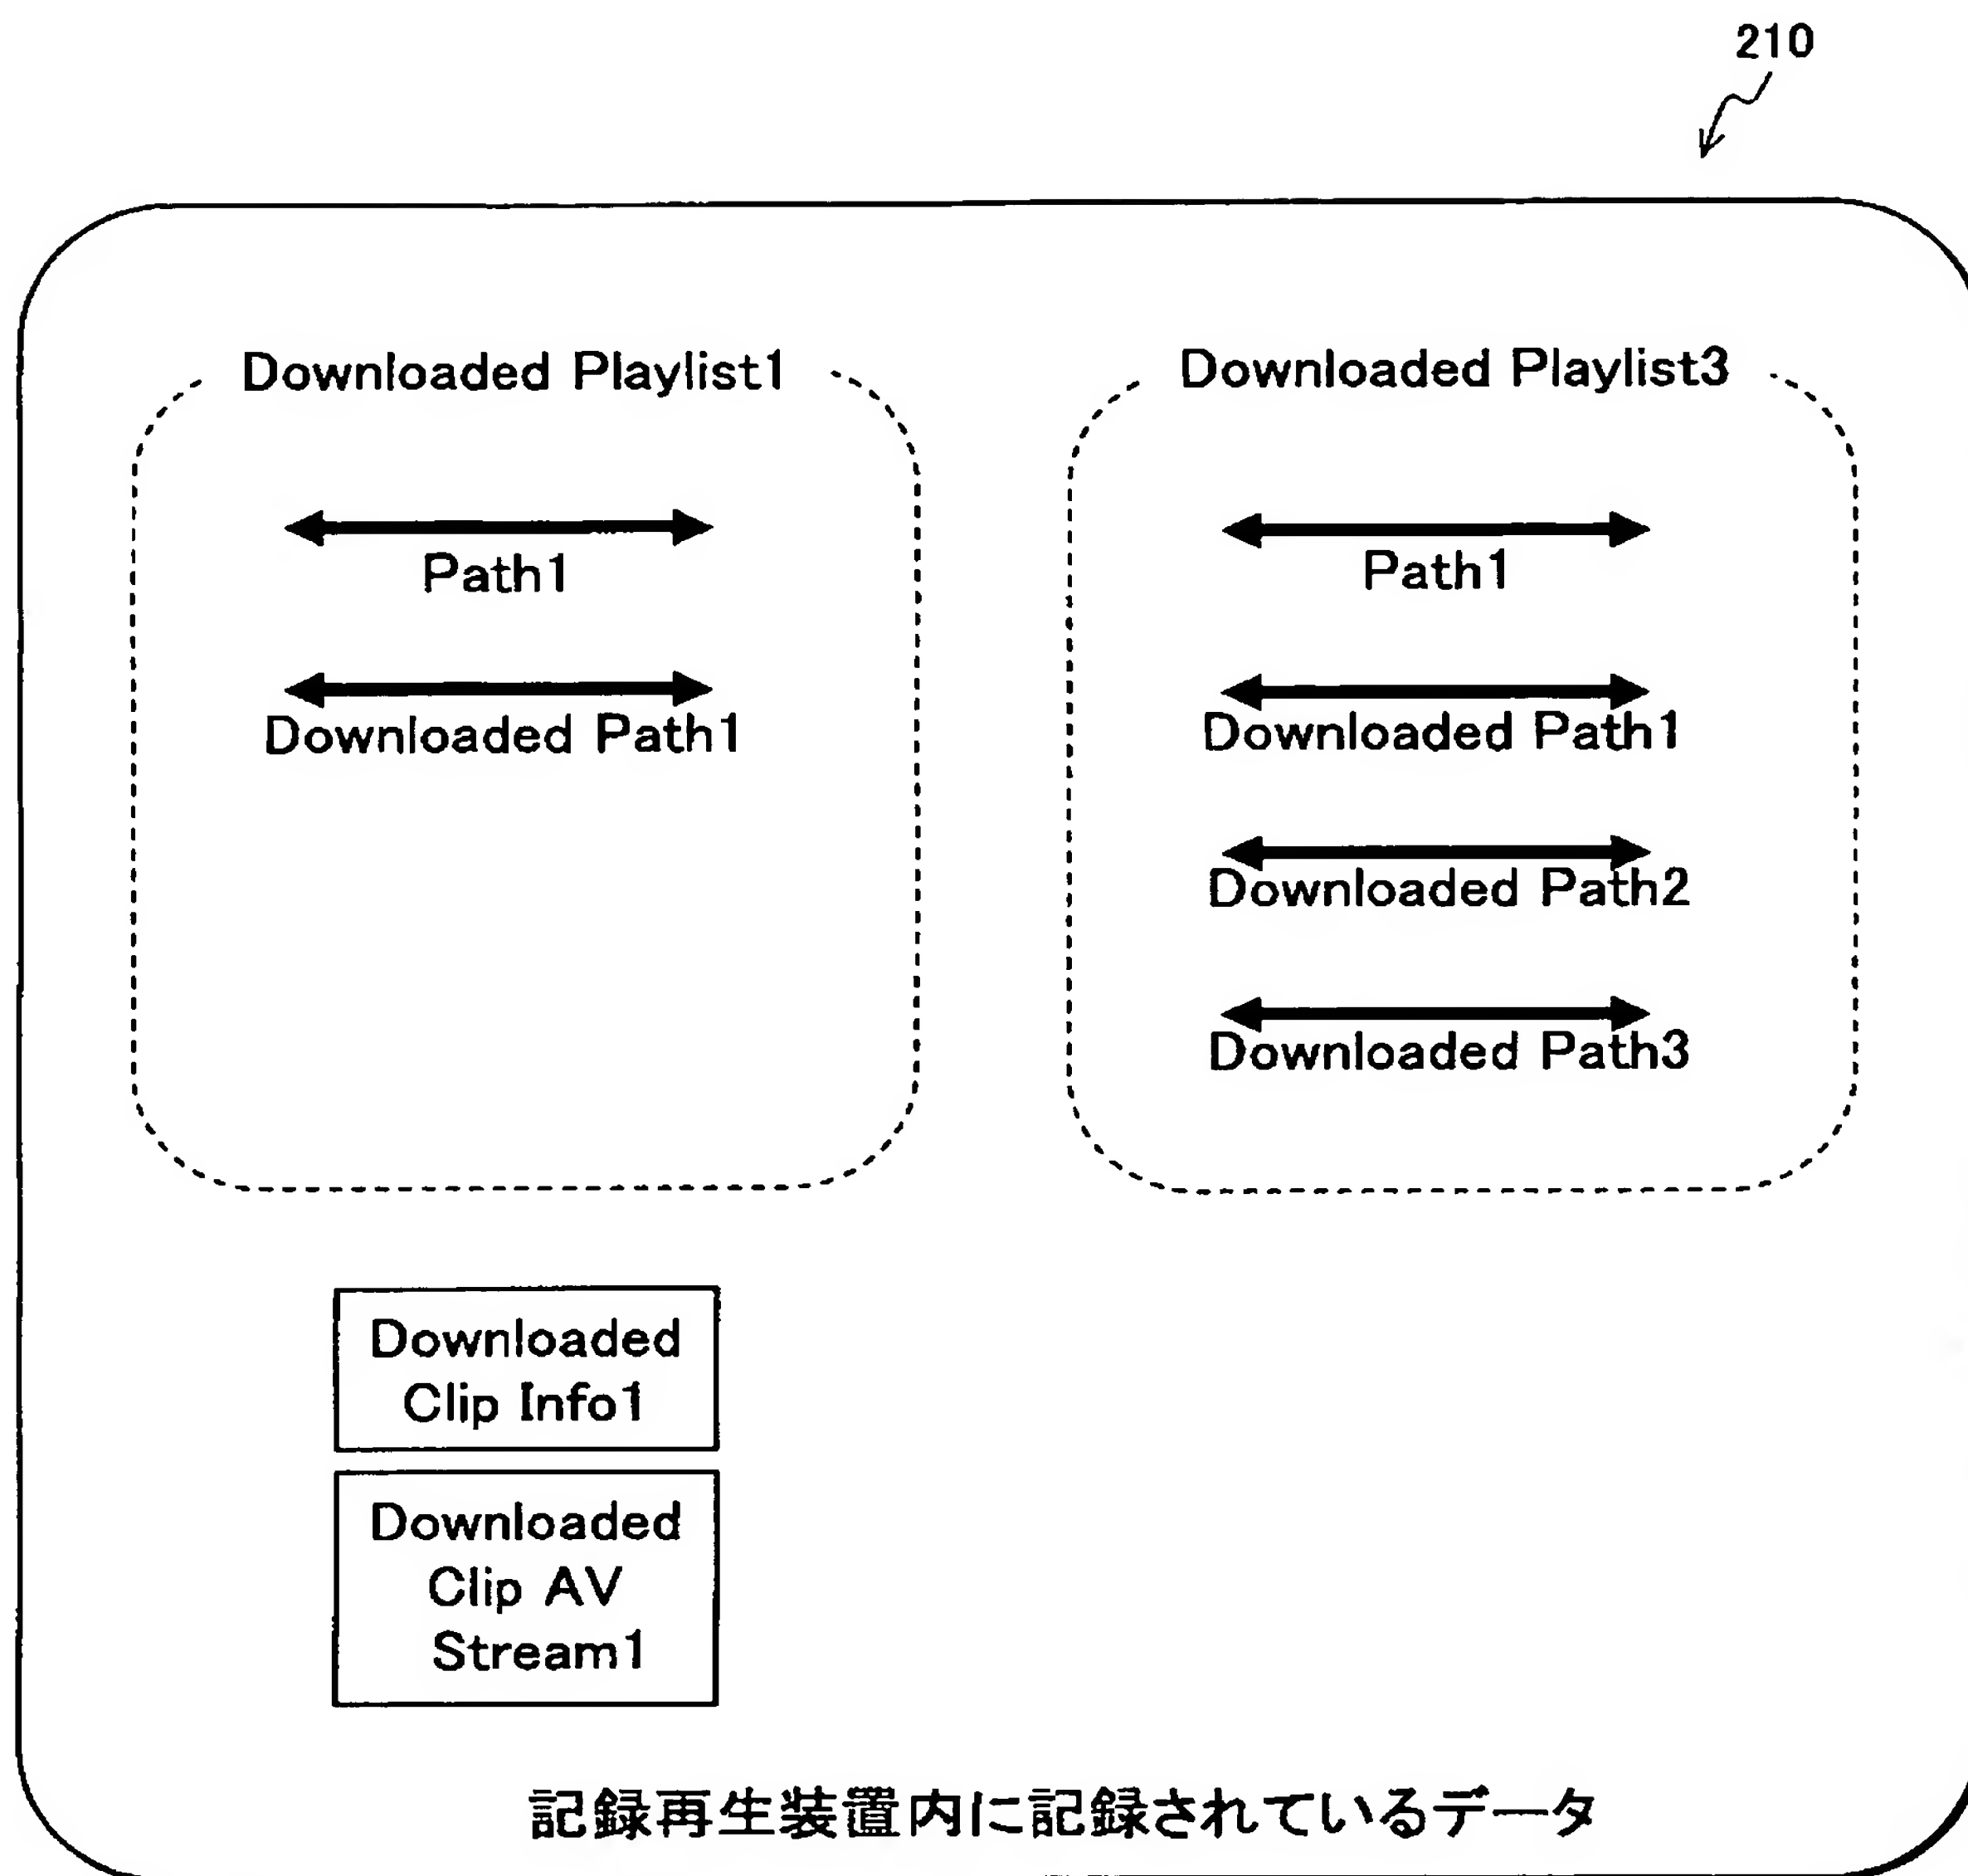 210
Downloaded Playlist1
Path1
Downloaded Path1
Downloaded Playlist3
Path1
Downloaded Path1
Downloaded Path2
Downloaded Path3
Downloaded
Clip Info1
Downloaded
Clip AV
Stream1
記録再生装置内に記録されているデータ